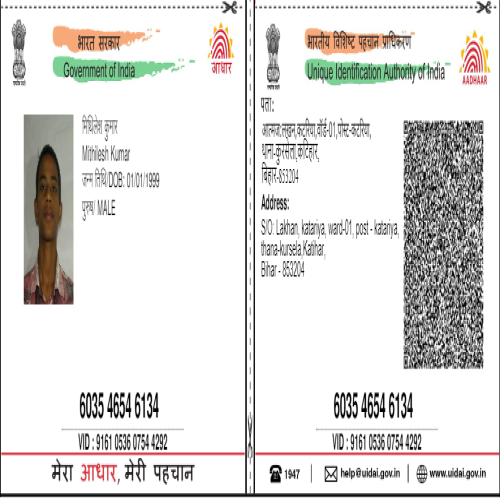 भारत सरकार
Government of India
आधार
मिथिलेश कुमार
Mithilesh Kumar
जन्म तिथि/DOB: 01/01/1999
पुरुष/ MALE
6035 4654 6134
VID : 9161 0536 0754 4292
मेरा आधार, मेरी पहचान
भारतीय विशिष्ट पहचान प्राधिकरण
Unique Identification Authority of India
AADHAAR
पता:
आत्मज:लखन,कटरिया,वॉर्ड-01,पोस्ट-कटरिया,
थाना-कुरसेला,कटिहार,
बिहार-853204
Address:
S/O: Lakhan, katariya, ward-01, post - katariya,
thana-kursela,Katihar,
Bihar - 853204
6035 4654 6134
VID : 9161 0536 0754 4292
1947 | help@uidai.gov.in | www.uidai.gov.in